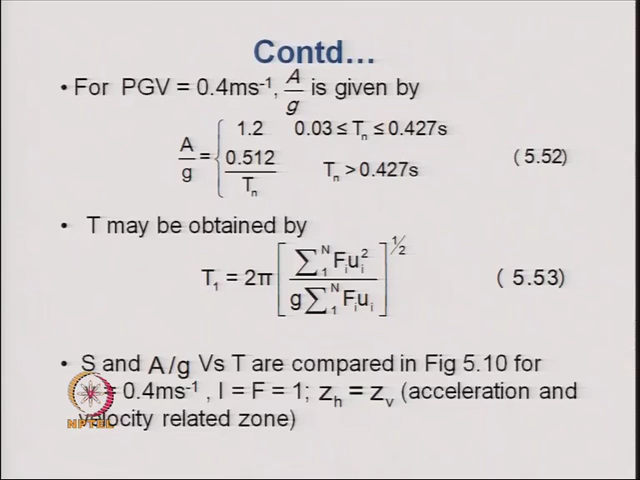 Contd…
• For PGV = 0.4ms⁻¹, A/g is given by
A/g = { 1.2 0.03 ≤ Tₙ ≤ 0.427s
0.512/Tₙ Tₙ > 0.427s (5.52)
• T may be obtained by
T₁ = 2π [ ∑₁ᴺ Fᵢuᵢ² / g∑₁ᴺ Fᵢuᵢ ]^½ (5.53)
• S and A/g Vs T are compared in Fig 5.10 for
= 0.4ms⁻¹ , I = F = 1; zₕ = zᵥ (acceleration and
velocity related zone)
NPTEL